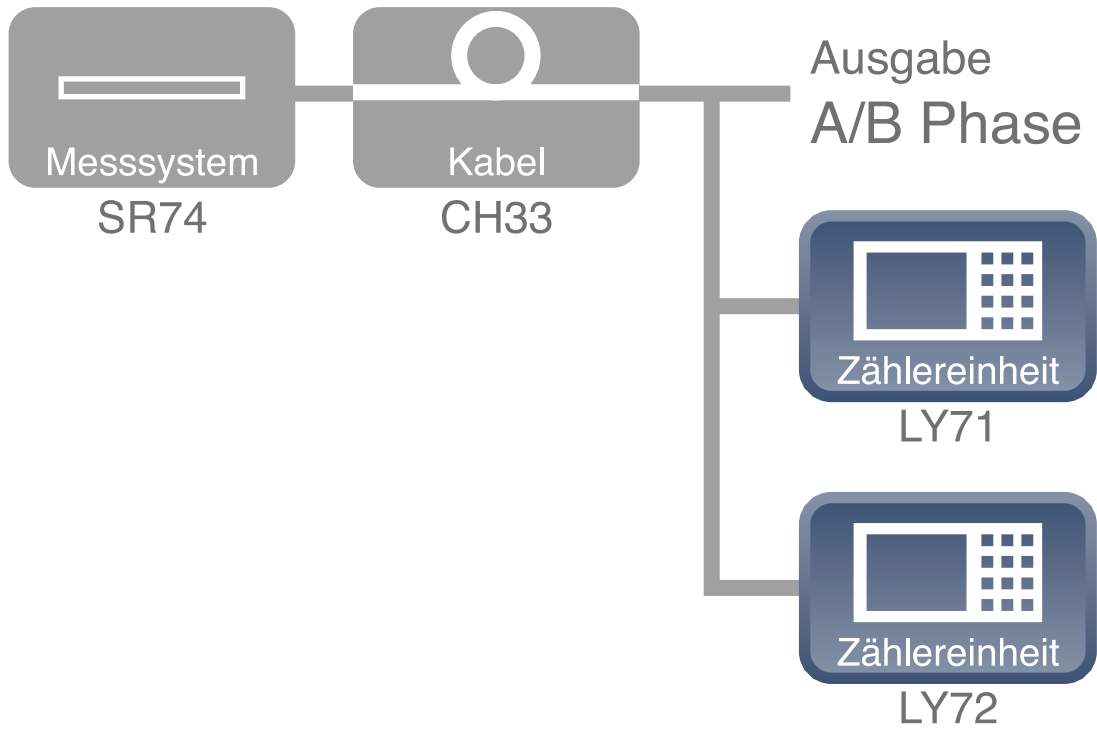 Messsystem
SR74
Kabel
CH33
Ausgabe
A/B Phase
Zählereinheit
LY71
Zählereinheit
LY72